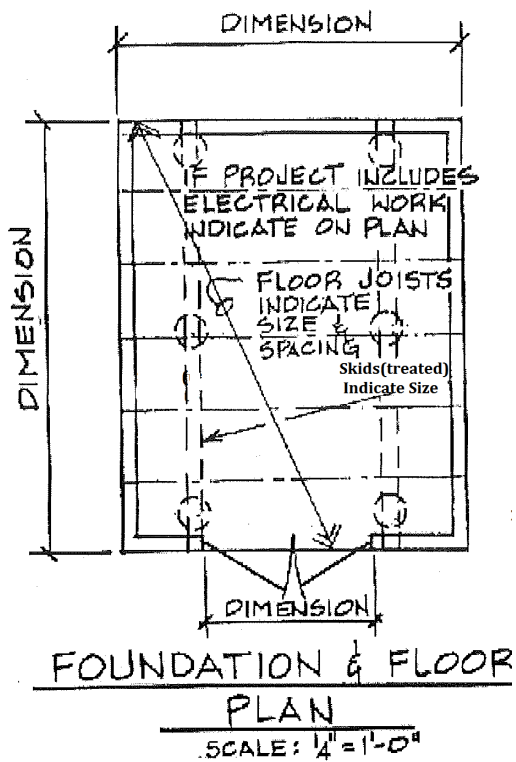 DIMENSION
IF PROJECT INCLUDES
ELECTRICAL WORK
INDICATE ON PLAN
DIMENSION
FLOOR JOISTS
INDICATE
SIZE &
SPACING
Skids(treated)
Indicate Size
DIMENSION
FOUNDATION & FLOOR
PLAN
SCALE: 1/4" = 1'-0"